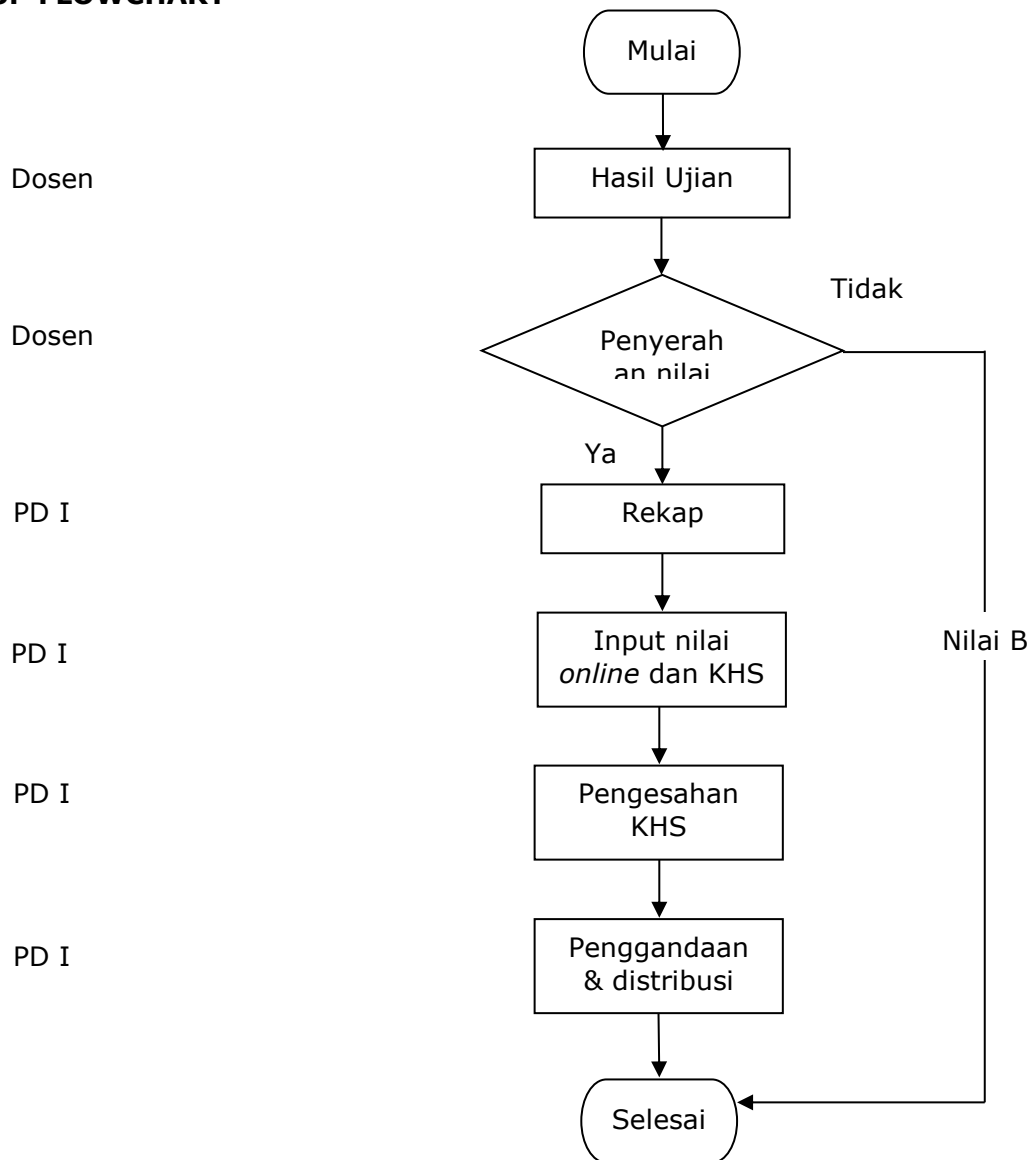 Mulai
Dosen
Hasil Ujian
Tidak
Dosen
Penyerah
an nilai
Ya
PD I
Rekap
PD I
Input nilai
online dan KHS
Nilai B
PD I
Pengesahan
KHS
PD I
Penggandaan
& distribusi
Selesai